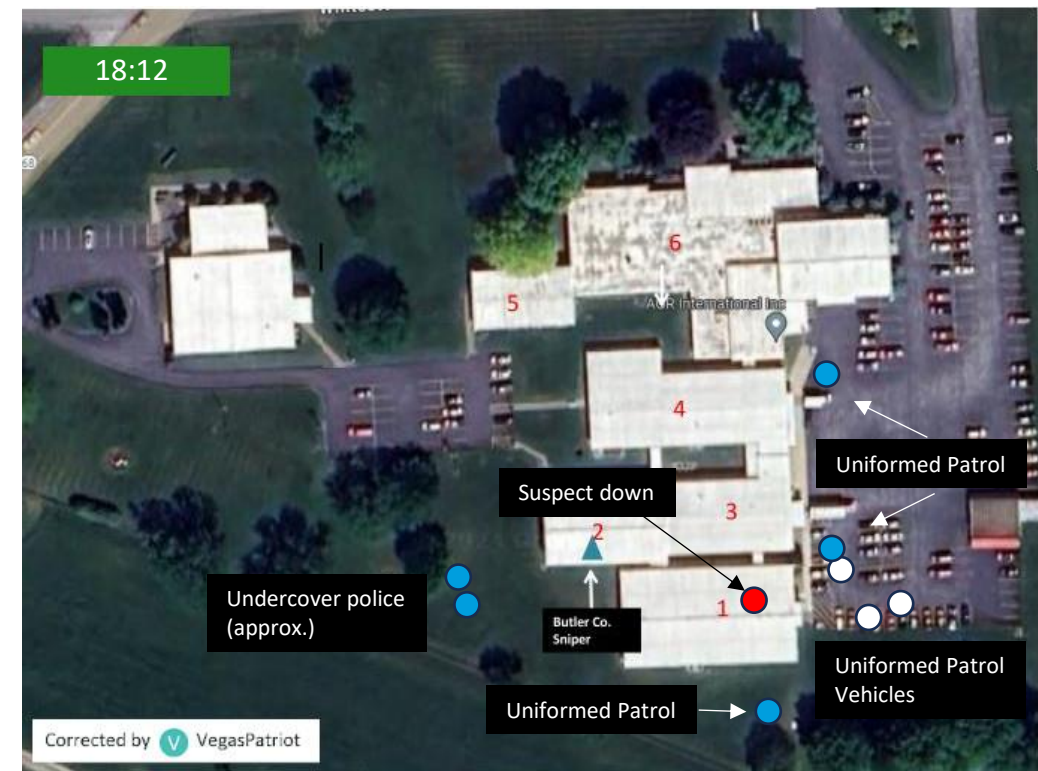 18:12
68
6
5
AGR International Inc
4
Uniformed Patrol
Suspect down
3
2
Undercover police
(approx.)
Butler Co.
Sniper
1
Uniformed Patrol
Vehicles
Uniformed Patrol
Corrected by V VegasPatriot